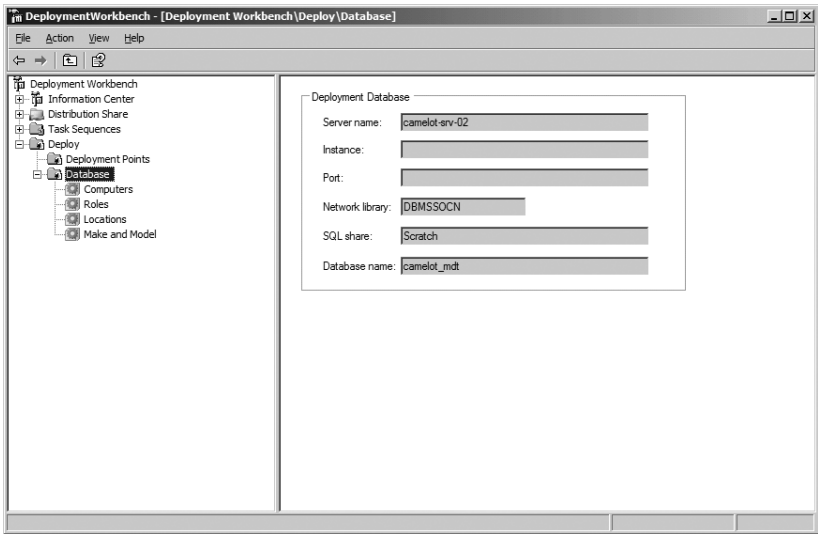 DeploymentWorkbench - [Deployment Workbench\Deploy\Database]
File Action View Help
Deployment Workbench
Information Center
Distribution Share
Task Sequences
Deploy
Deployment Points
Database
Computers
Roles
Locations
Make and Model
Deployment Database
Server name: camelot-srv-02
Instance:
Port:
Network library: DBMSSOCN
SQL share: Scratch
Database name: camelot_mdt